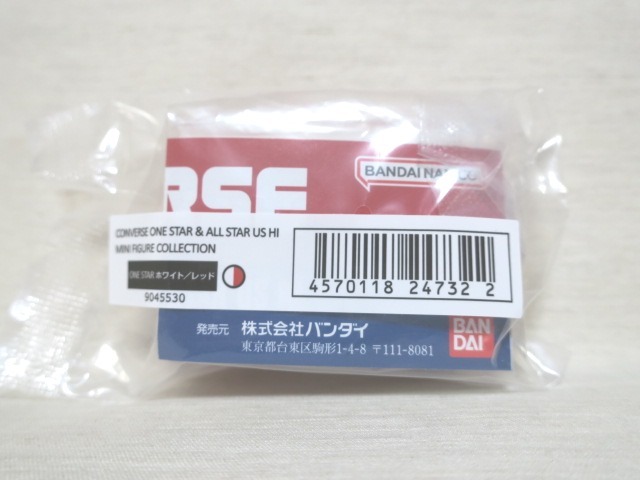 RSE
BANDAI NAMCO
CONVERSE ONE STAR & ALL STAR US HI
MINI FIGURE COLLECTION
ONE STAR ホワイト／レッド
9045530
4570118 24732 2
発売元 株式会社バンダイ
東京都台東区駒形1-4-8 〒111-8081
BAN
DAI